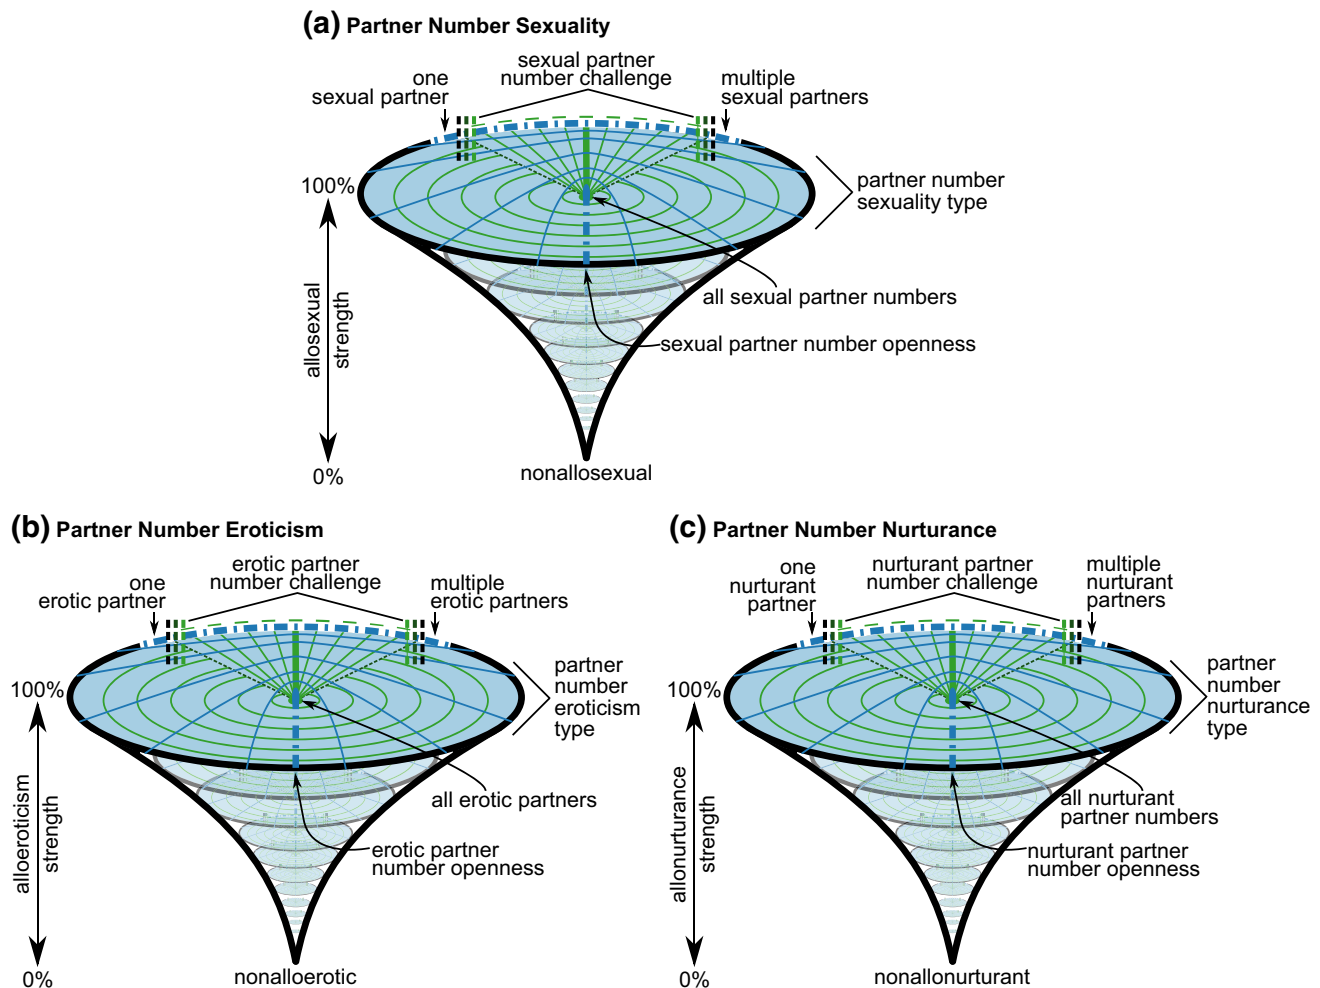 (a) Partner Number Sexuality
sexual partner
number challenge
one
sexual partner
multiple
sexual partners
100%
partner number
sexuality type
allosexual
strength
all sexual partner numbers
sexual partner number openness
0%
nonallosexual
(b) Partner Number Eroticism
erotic partner
number challenge
one
erotic partner
multiple
erotic partners
100%
partner
number
eroticism
type
alloeroticism
strength
all erotic partners
erotic partner
number openness
0%
nonalloerotic
(c) Partner Number Nurturance
nurturant partner
number challenge
one
nurturant
partner
multiple
nurturant
partners
100%
partner
number
nurturance
type
allonurturance
strength
all nurturant
partner numbers
nurturant partner
number openness
0%
nonallonurturant